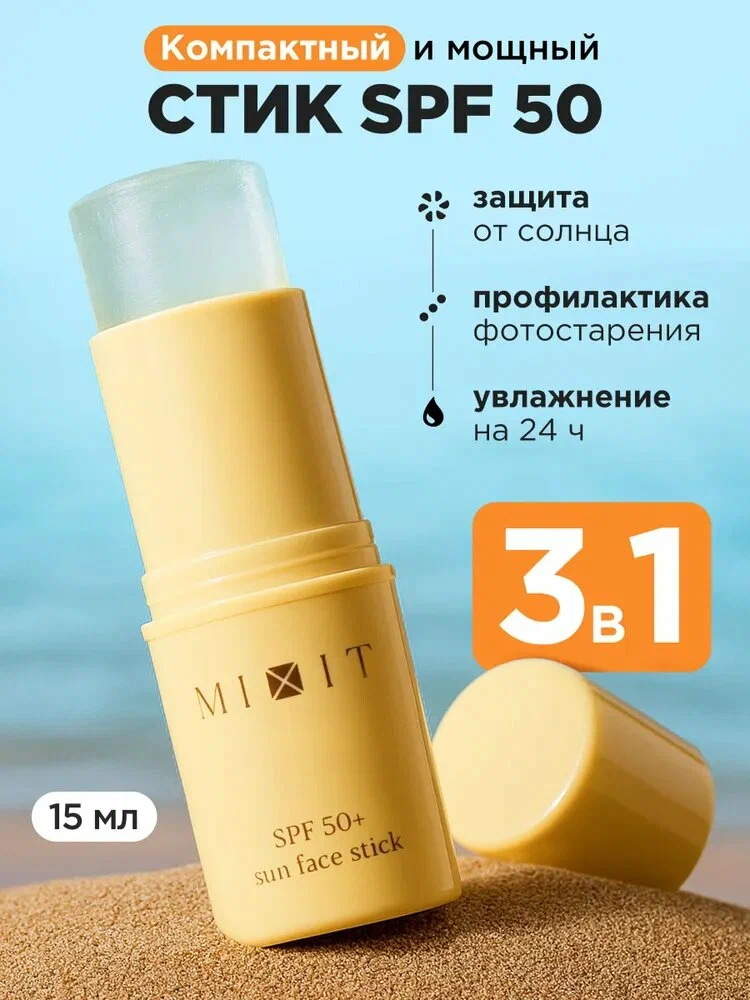 Компактный и мощный
СТИК SPF 50
защита
от солнца
профилактика
фотостарения
увлажнение
на 24 ч
3 в 1
MIXIT
15 мл
SPF 50+
sun face stick